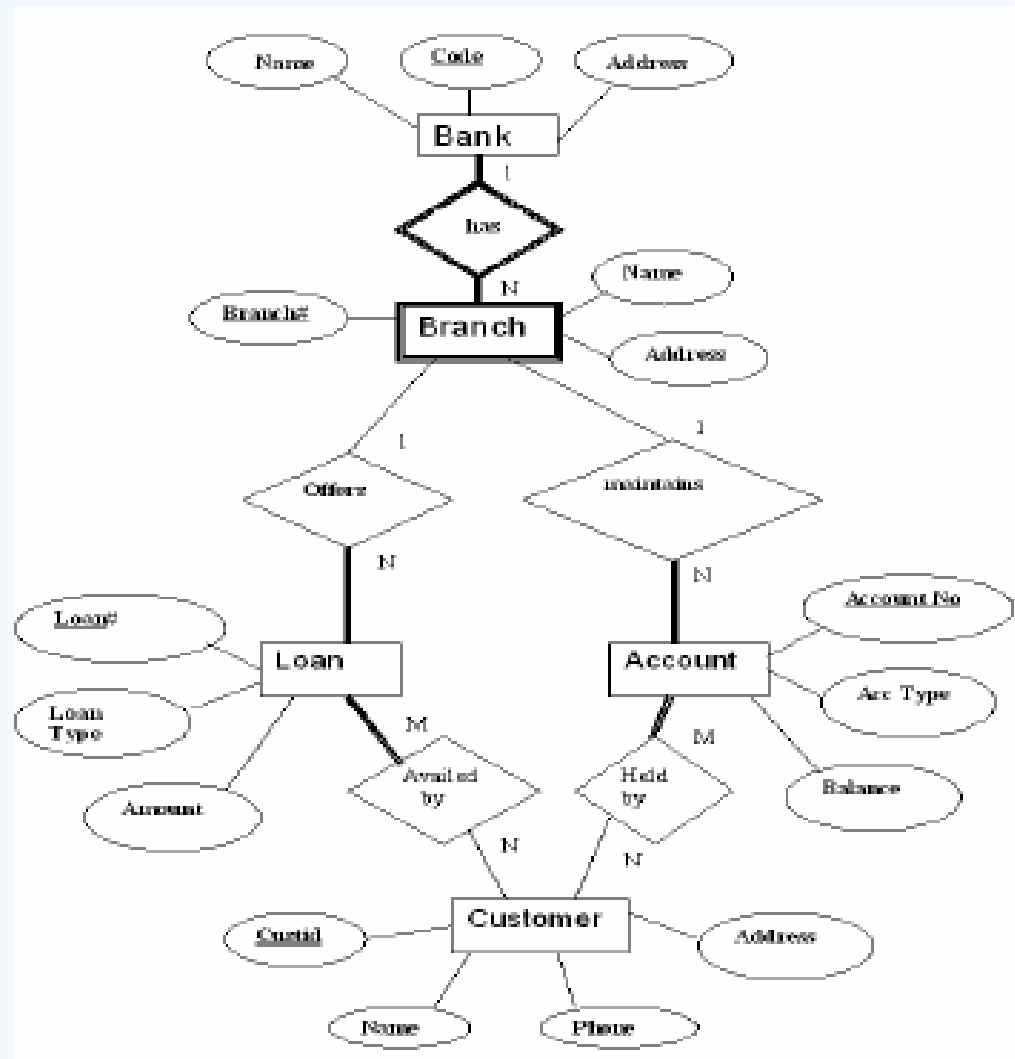 Name
Code
Address
Bank
1
has
N
Name
Branch#
Branch
Address
1
1
Offers
maintains
N
N
Loan#
Account No
Loan
Account
Loan
Type
Acc Type
M
M
Availed
by
Held
by
Amount
Balance
N
N
Customer
Custid
Address
Name
Phone